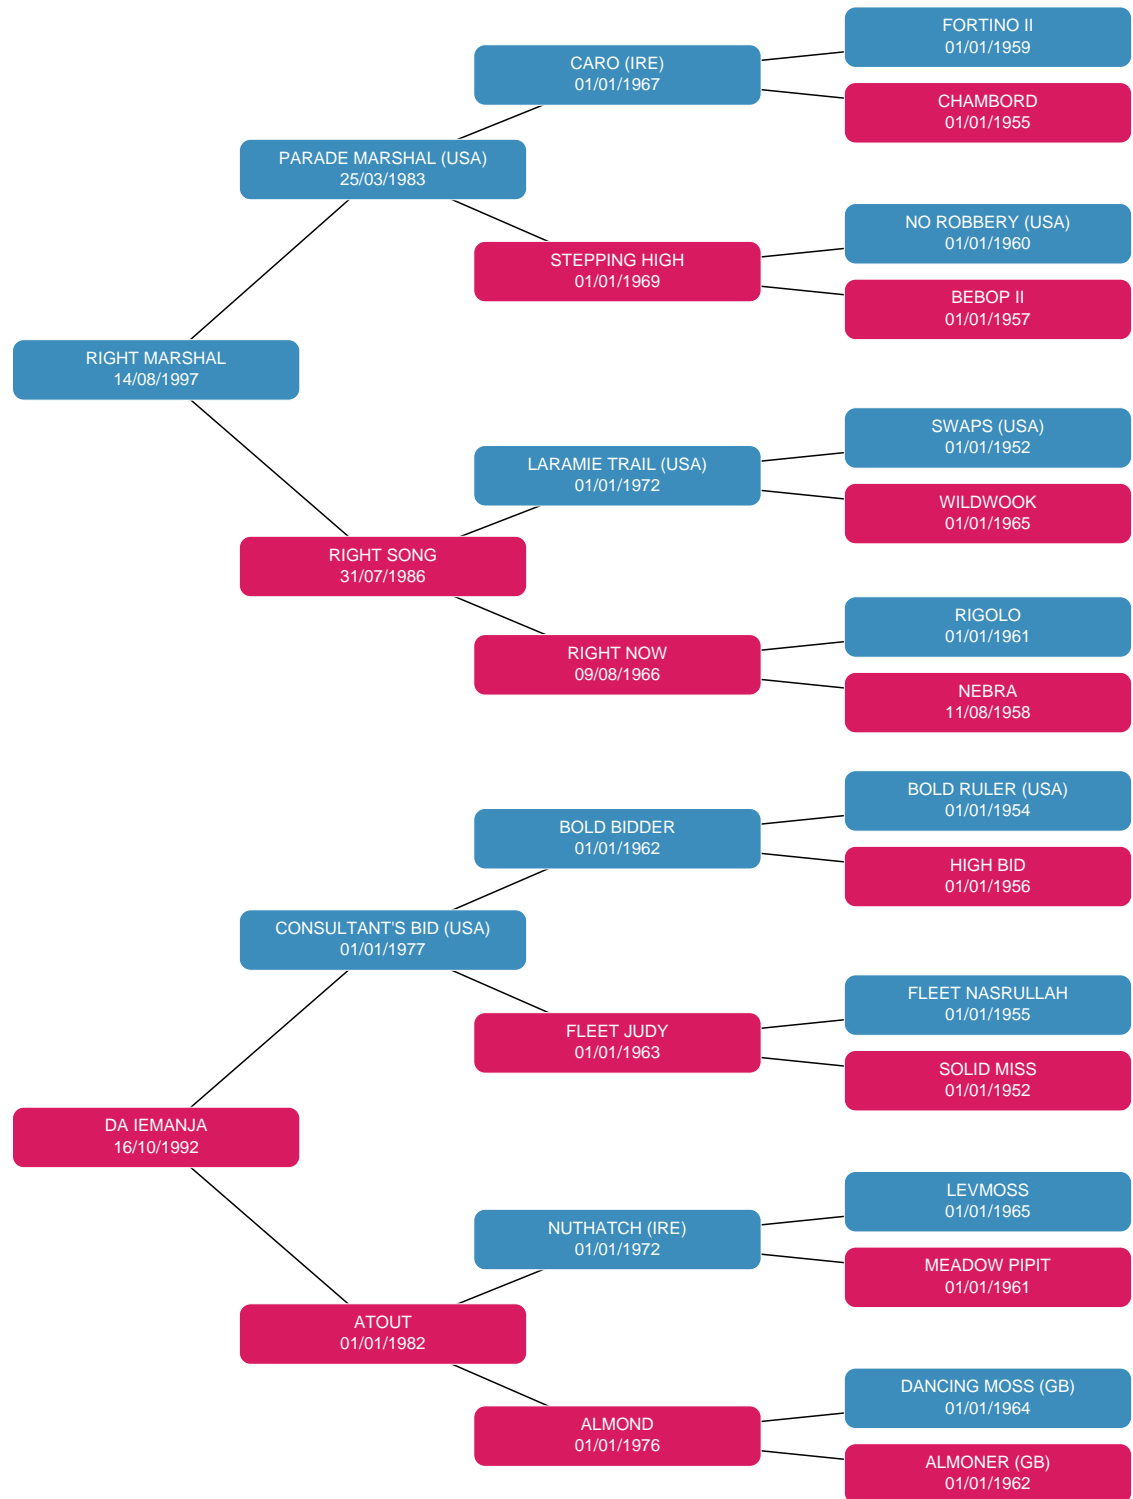 FORTINO II
01/01/1959
CARO (IRE)
01/01/1967
CHAMBORD
01/01/1955
PARADE MARSHAL (USA)
25/03/1983
NO ROBBERY (USA)
01/01/1960
STEPPING HIGH
01/01/1969
BEBOP II
01/01/1957
RIGHT MARSHAL
14/08/1997
SWAPS (USA)
01/01/1952
LARAMIE TRAIL (USA)
01/01/1972
WILDWOOK
01/01/1965
RIGHT SONG
31/07/1986
RIGOLO
01/01/1961
RIGHT NOW
09/08/1966
NEBRA
11/08/1958
BOLD RULER (USA)
01/01/1954
BOLD BIDDER
01/01/1962
HIGH BID
01/01/1956
CONSULTANT'S BID (USA)
01/01/1977
FLEET NASRULLAH
01/01/1955
FLEET JUDY
01/01/1963
SOLID MISS
01/01/1952
DA IEMANJA
16/10/1992
LEVMOSS
01/01/1965
NUTHATCH (IRE)
01/01/1972
MEADOW PIPIT
01/01/1961
ATOUT
01/01/1982
DANCING MOSS (GB)
01/01/1964
ALMOND
01/01/1976
ALMONER (GB)
01/01/1962